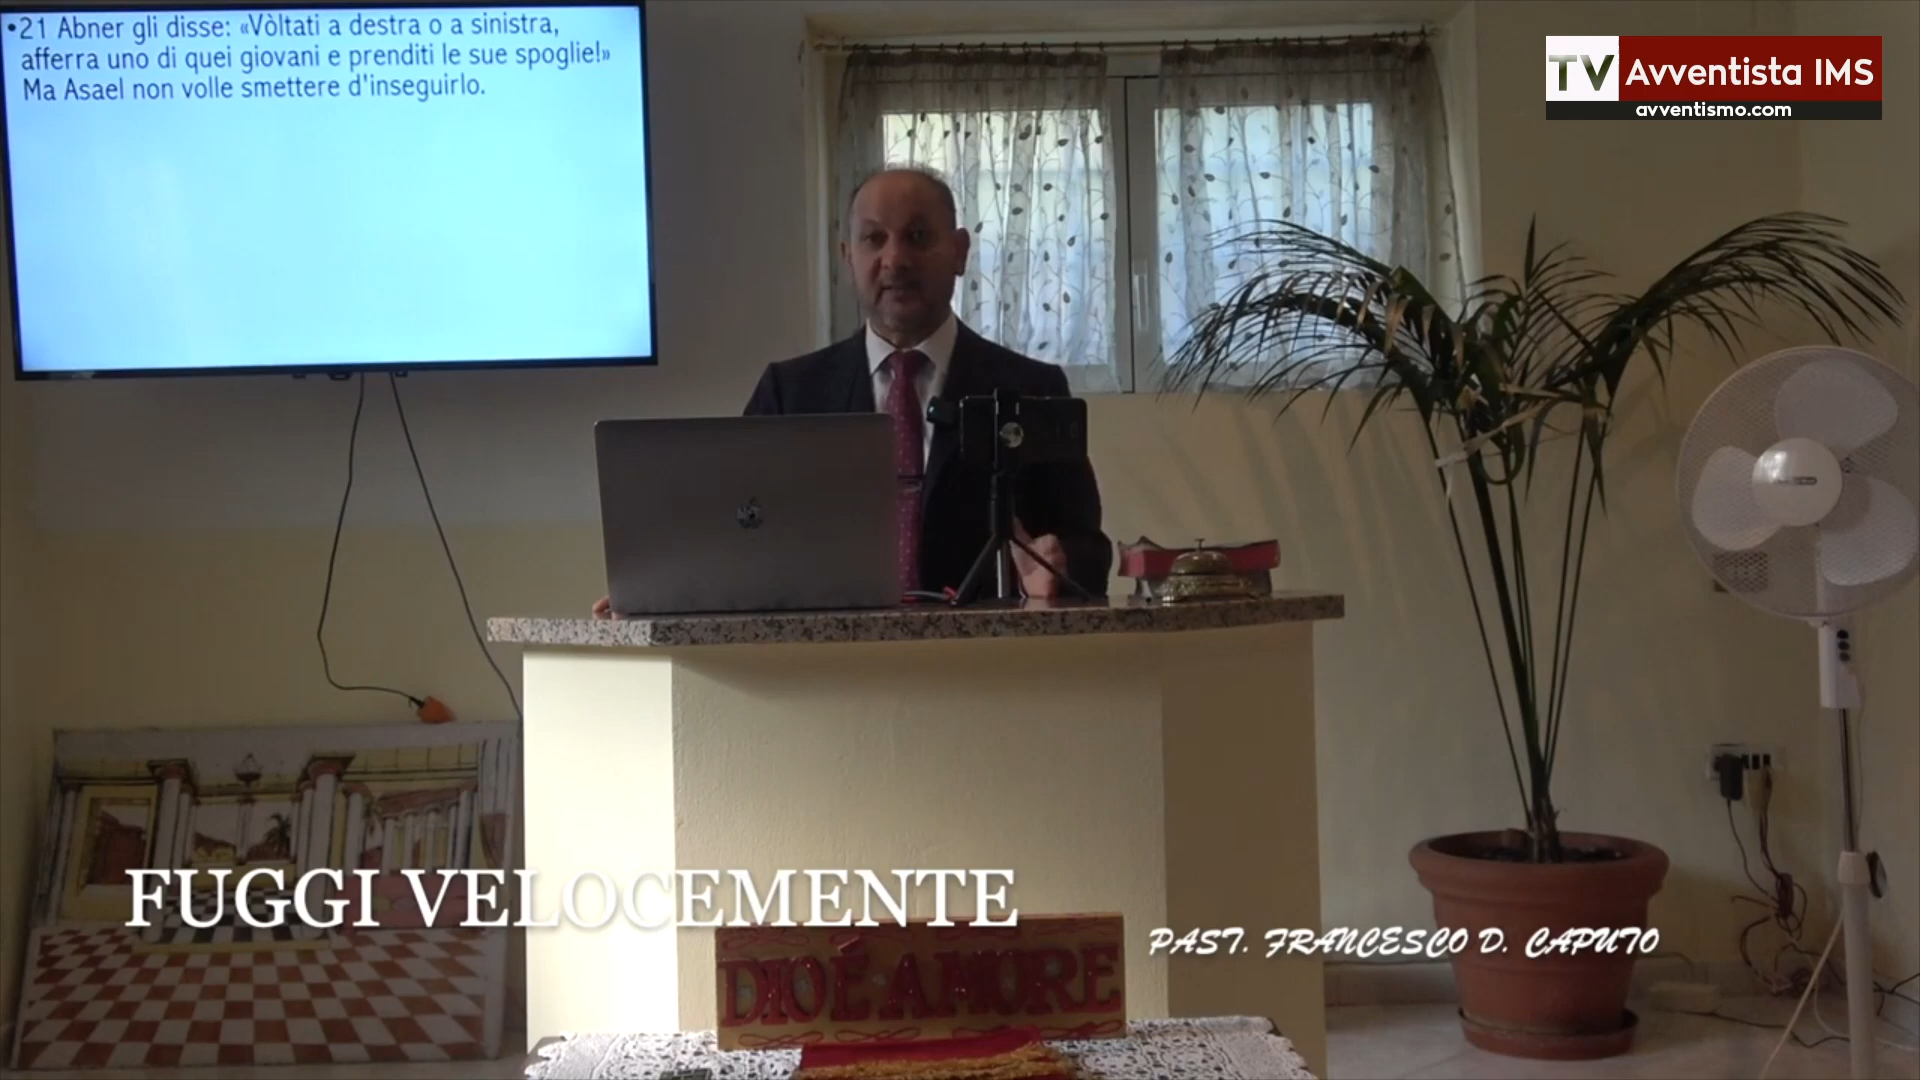 •21 Abner gli disse: «Vòltati a destra o a sinistra,
afferra uno di quei giovani e prenditi le sue spoglie!»
Ma Asael non volle smettere d'inseguirlo.
TV Avventista IMS
avventismo.com
FUGGI VELOCEMENTE
PAST. FRANCESCO D. CAPUTO
DIO É AMORE